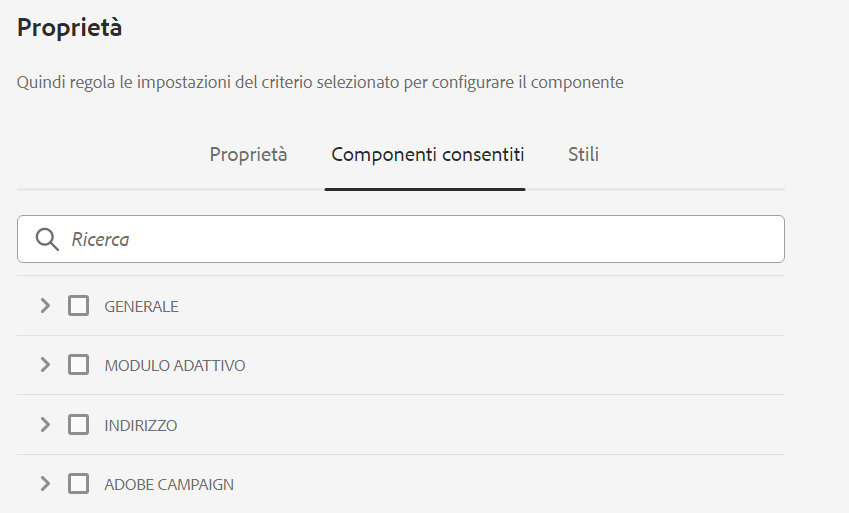 Proprietà
Quindi regola le impostazioni del criterio selezionato per configurare il componente
Proprietà Componenti consentiti Stili
Ricerca
GENERALE
MODULO ADATTIVO
INDIRIZZO
ADOBE CAMPAIGN